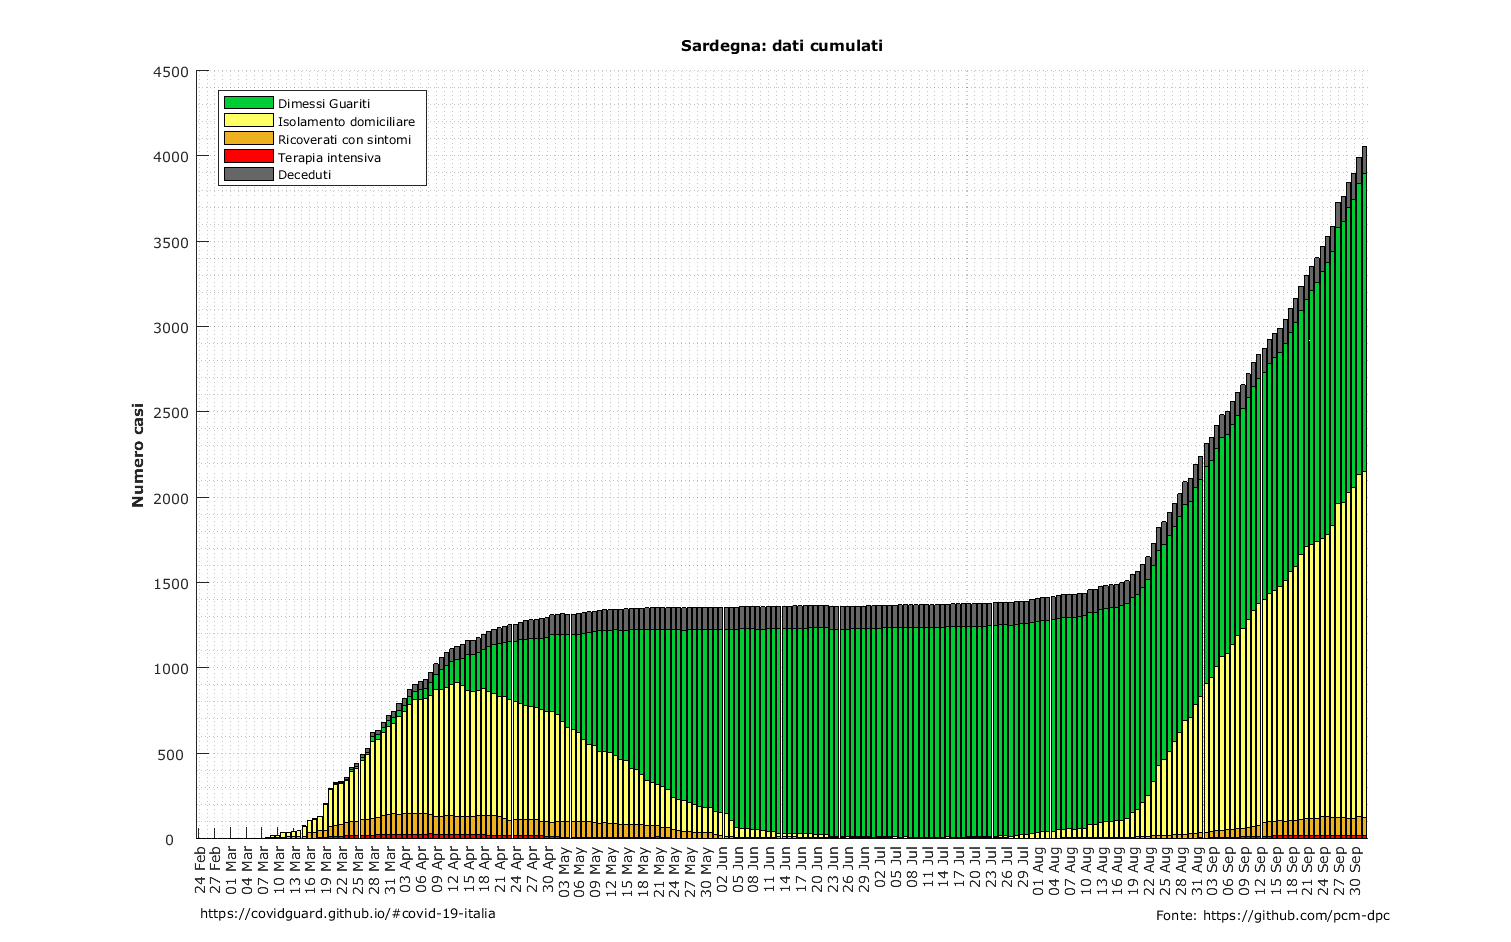 Sardegna: dati cumulati
4500
4000
3500
3000
2500
2000
1500
1000
500
0
Numero casi
Dimessi Guariti
Isolamento domiciliare
Ricoverati con sintomi
Terapia intensiva
Deceduti
24 Feb
27 Feb
01 Mar
04 Mar
07 Mar
10 Mar
13 Mar
16 Mar
19 Mar
22 Mar
25 Mar
28 Mar
31 Mar
03 Apr
06 Apr
09 Apr
12 Apr
15 Apr
18 Apr
21 Apr
24 Apr
27 Apr
30 Apr
03 May
06 May
09 May
12 May
15 May
18 May
21 May
24 May
27 May
30 May
02 Jun
05 Jun
08 Jun
11 Jun
14 Jun
17 Jun
20 Jun
23 Jun
26 Jun
29 Jun
02 Jul
05 Jul
08 Jul
11 Jul
14 Jul
17 Jul
20 Jul
23 Jul
26 Jul
29 Jul
01 Aug
04 Aug
07 Aug
10 Aug
13 Aug
16 Aug
19 Aug
22 Aug
25 Aug
28 Aug
31 Aug
03 Sep
06 Sep
09 Sep
12 Sep
15 Sep
18 Sep
21 Sep
24 Sep
27 Sep
30 Sep
https://covidguard.github.io/#covid-19-italia
Fonte: https://github.com/pcm-dpc